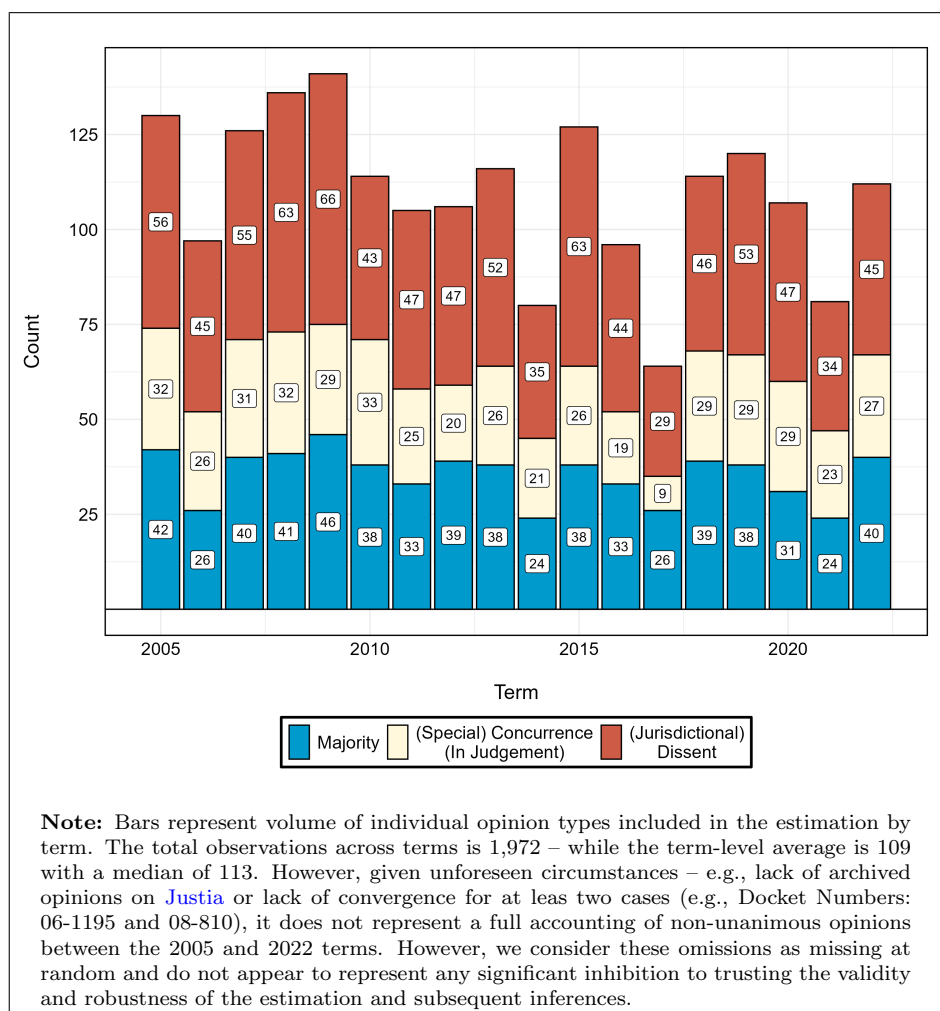 125
100
75
50
25
Count
56 45 55 63 66 43 47 47 52 35 63 44 29 46 53 47 34 45
32 26 31 32 29 33 25 20 26 21 26 19 9 29 29 29 23 27
42 26 40 41 46 38 33 39 38 24 38 33 26 39 38 31 24 40
2005 2010 2015 2020
Term
Majority (Special) Concurrence (Jurisdictional)
(In Judgement) Dissent
Note: Bars represent volume of individual opinion types included in the estimation by
term. The total observations across terms is 1,972 – while the term-level average is 109
with a median of 113. However, given unforeseen circumstances – e.g., lack of archived
opinions on Justia or lack of convergence for at leas two cases (e.g., Docket Numbers:
06-1195 and 08-810), it does not represent a full accounting of non-unanimous opinions
between the 2005 and 2022 terms. However, we consider these omissions as missing at
random and do not appear to represent any significant inhibition to trusting the validity
and robustness of the estimation and subsequent inferences.